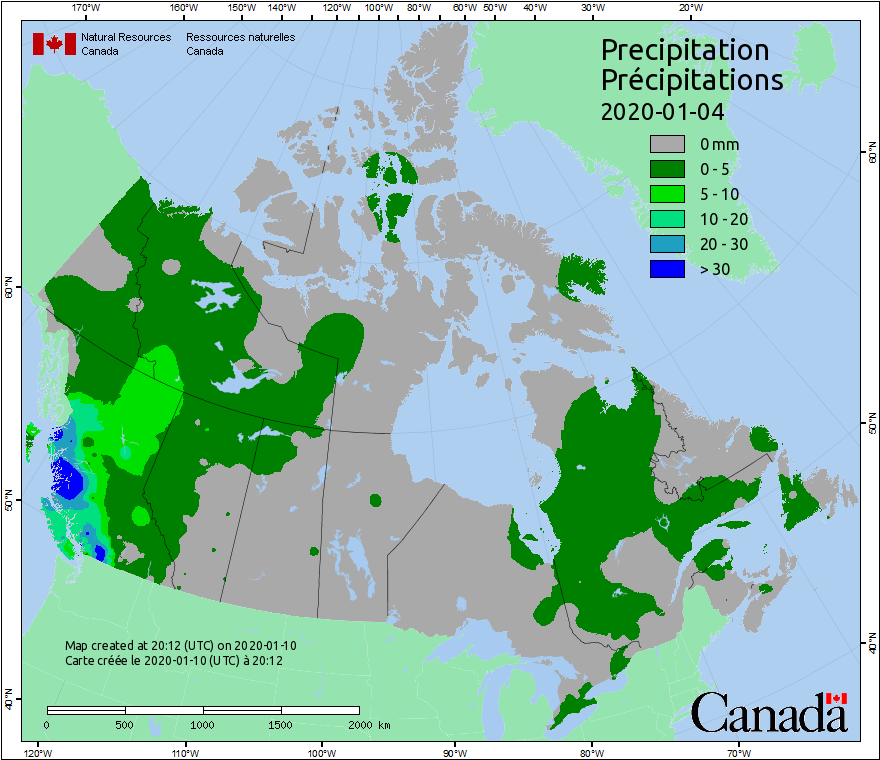 170°W 160°W 150°W 140°W 120°W 100°W 80°W 60°W 50°W 40°W 30°W 20°W
Natural Resources Ressources naturelles
Canada Canada
Precipitation
Précipitations
2020-01-04
0 mm
0 - 5
5 - 10
10 - 20
20 - 30
> 30
60°N
60°N
50°N
50°N
40°N
40°N
Map created at 20:12 (UTC) on 2020-01-10
Carte créée le 2020-01-10 (UTC) à 20:12
0 500 1000 1500 2000 km
Canada
120°W 110°W 100°W 90°W 80°W 70°W